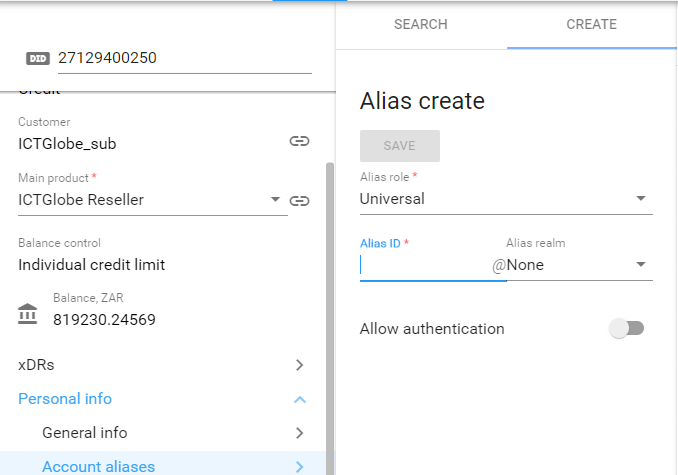 DID 27129400250
Credit
Customer
ICTGlobe_sub
Main product *
ICTGlobe Reseller
Balance control
Individual credit limit
Balance, ZAR
819230.24569
xDRs
Personal info
General info
Account aliases
SEARCH CREATE
Alias create
SAVE
Alias role *
Universal
Alias ID * Alias realm
@None
Allow authentication